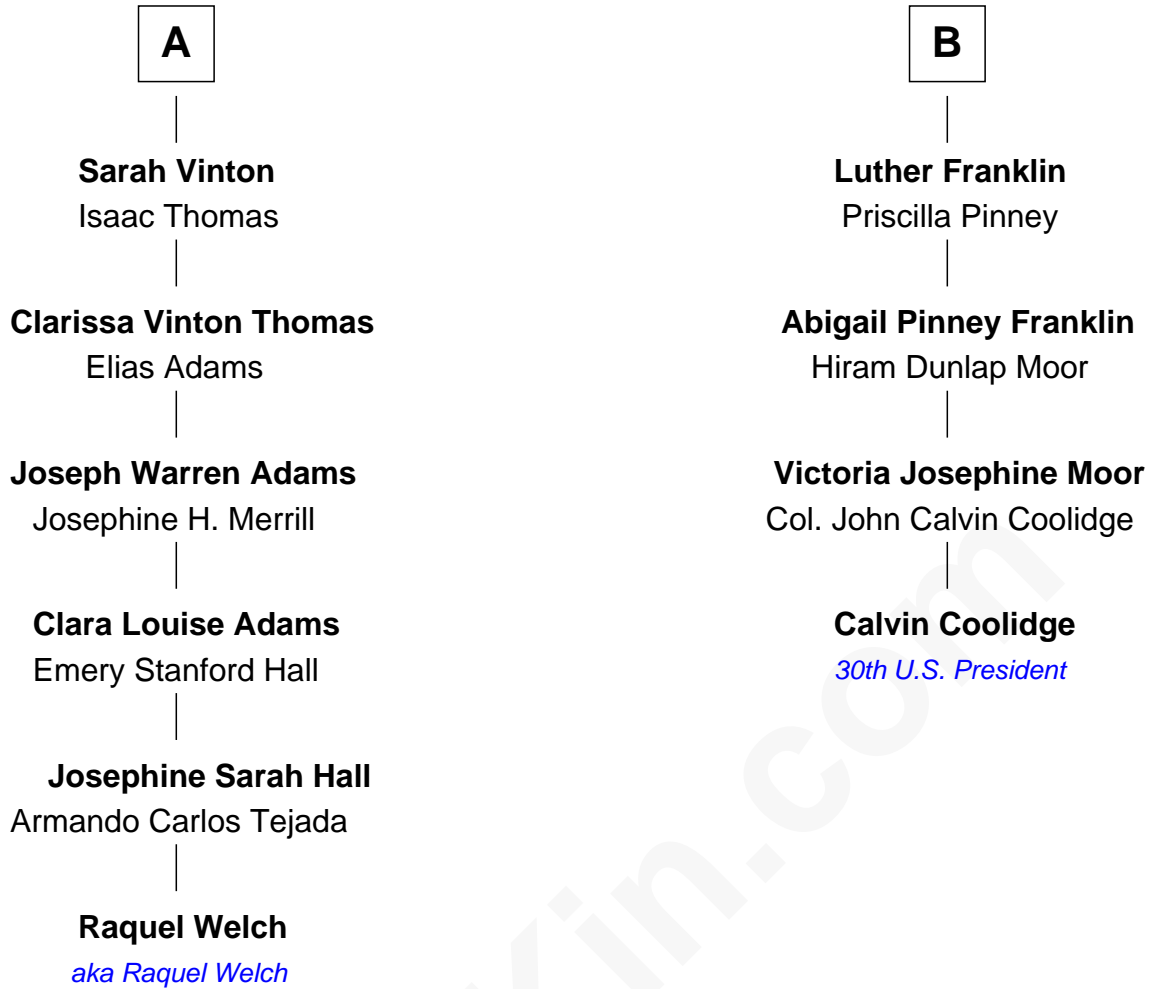 A
Sarah Vinton
Isaac Thomas
Clarissa Vinton Thomas
Elias Adams
Joseph Warren Adams
Josephine H. Merrill
Clara Louise Adams
Emery Stanford Hall
Josephine Sarah Hall
Armando Carlos Tejada
Raquel Welch
aka Raquel Welch
B
Luther Franklin
Priscilla Pinney
Abigail Pinney Franklin
Hiram Dunlap Moor
Victoria Josephine Moor
Col. John Calvin Coolidge
Calvin Coolidge
30th U.S. President
Kin.com